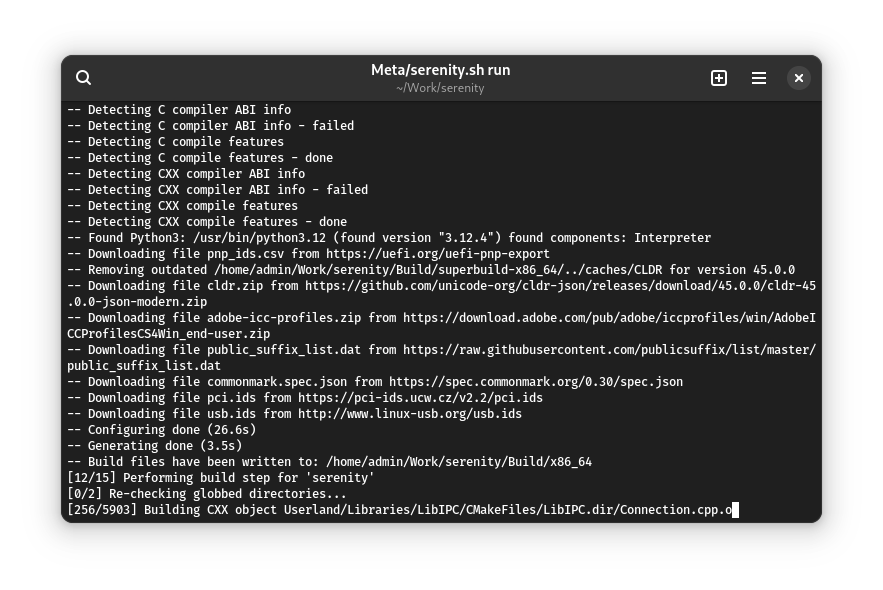 Meta/serenity.sh run
~/Work/serenity
-- Detecting C compiler ABI info
-- Detecting C compiler ABI info - failed
-- Detecting C compile features
-- Detecting C compile features - done
-- Detecting CXX compiler ABI info
-- Detecting CXX compiler ABI info - failed
-- Detecting CXX compile features
-- Detecting CXX compile features - done
-- Found Python3: /usr/bin/python3.12 (found version "3.12.4") found components: Interpreter
-- Downloading file pnp_ids.csv from https://uefi.org/uefi-pnp-export
-- Removing outdated /home/admin/Work/serenity/Build/superbuild-x86_64/../caches/CLDR for version 45.0.0
-- Downloading file cldr.zip from https://github.com/unicode-org/cldr-json/releases/download/45.0.0/cldr-45
.0.0-json-modern.zip
-- Downloading file adobe-icc-profiles.zip from https://download.adobe.com/pub/adobe/iccprofiles/win/AdobeI
CCProfilesCS4Win_end-user.zip
-- Downloading file public_suffix_list.dat from https://raw.githubusercontent.com/publicsuffix/list/master/
public_suffix_list.dat
-- Downloading file commonmark.spec.json from https://spec.commonmark.org/0.30/spec.json
-- Downloading file pci.ids from https://pci-ids.ucw.cz/v2.2/pci.ids
-- Downloading file usb.ids from http://www.linux-usb.org/usb.ids
-- Configuring done (26.6s)
-- Generating done (3.5s)
-- Build files have been written to: /home/admin/Work/serenity/Build/x86_64
[12/15] Performing build step for 'serenity'
[0/2] Re-checking globbed directories...
[256/5903] Building CXX object Userland/Libraries/LibIPC/CMakeFiles/LibIPC.dir/Connection.cpp.o